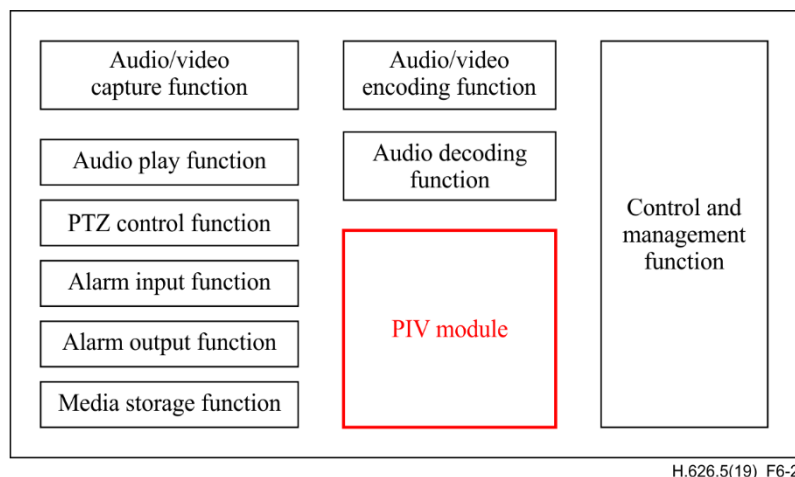 Audio/video
capture function
Audio play function
PTZ control function
Alarm input function
Alarm output function
Media storage function
Audio/video
encoding function
Audio decoding
function
PIV module
Control and
management
function
H.626.5(19)_F6-2